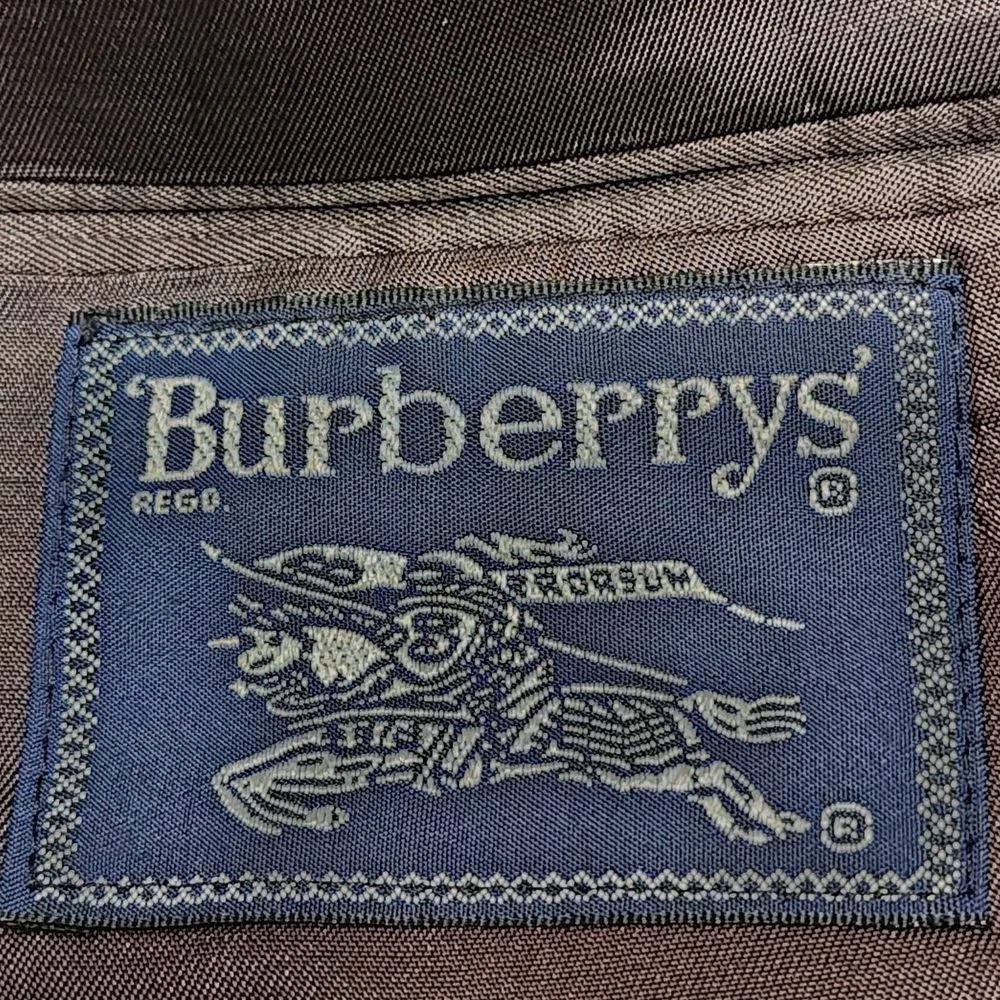 'Burberrys'
REGD. ®
PRORSUM
®